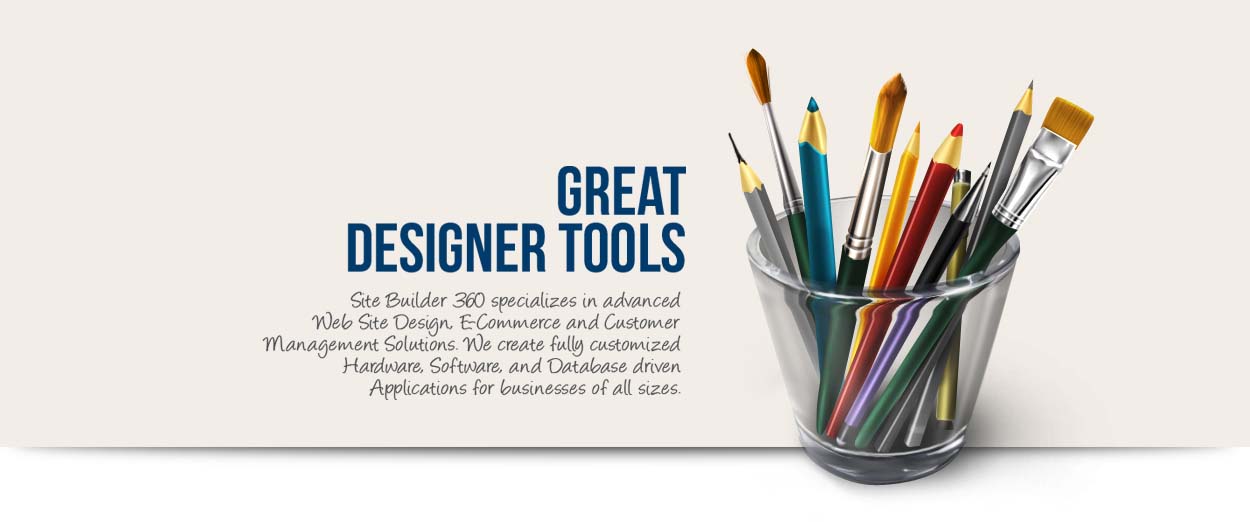 GREAT
DESIGNER TOOLS
Site Builder 360 specializes in advanced
Web Site Design, E-Commerce and Customer
Management Solutions. We create fully customized
Hardware, Software, and Database driven
Applications for businesses of all sizes.